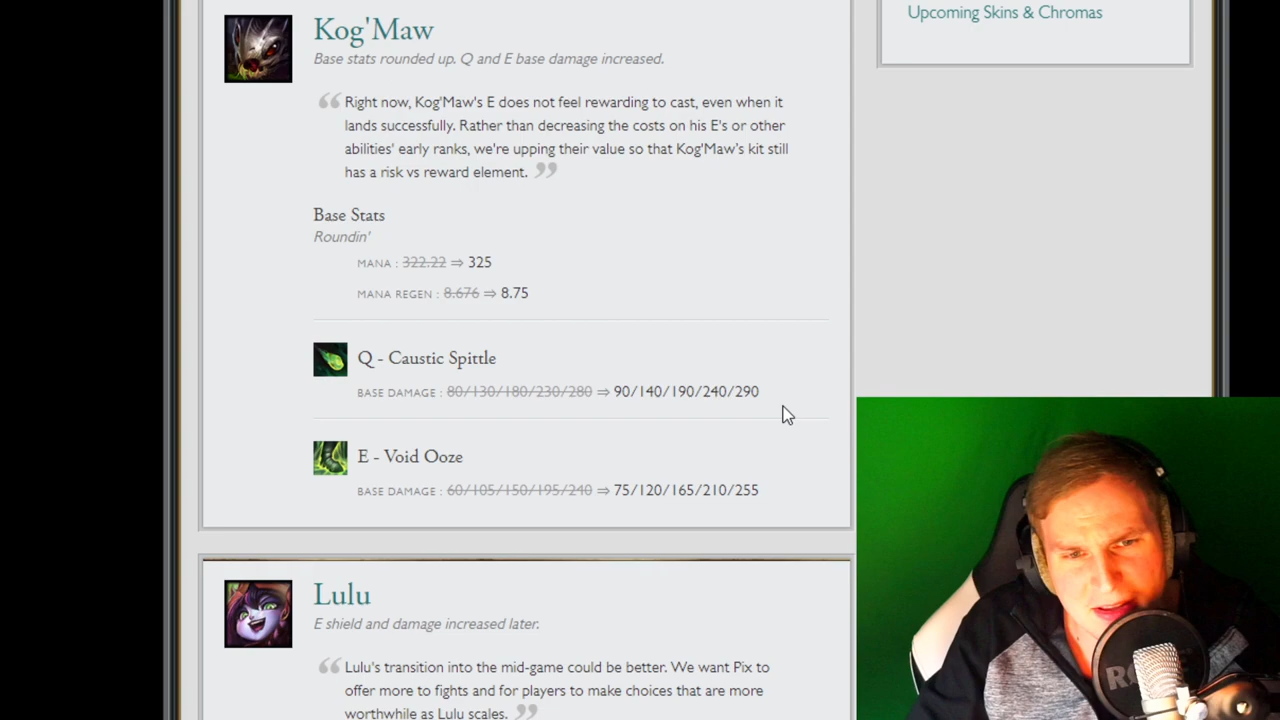 Upcoming Skins & Chromas
Kog'Maw
Base stats rounded up. Q and E base damage increased.
“ Right now, Kog'Maw's E does not feel rewarding to cast, even when it
lands successfully. Rather than decreasing the costs on his E's or other
abilities' early ranks, we're upping their value so that Kog'Maw's kit still
has a risk vs reward element. ”
Base Stats
Roundin'
MANA : 322.22 ⇒ 325
MANA REGEN : 8.676 ⇒ 8.75
Q - Caustic Spittle
BASE DAMAGE : 80/130/180/230/280 ⇒ 90/140/190/240/290
E - Void Ooze
BASE DAMAGE : 60/105/150/195/240 ⇒ 75/120/165/210/255
Lulu
E shield and damage increased later.
“ Lulu's transition into the mid-game could be better. We want Pix to
offer more to fights and for players to make choices that are more
worthwhile as Lulu scales. ”